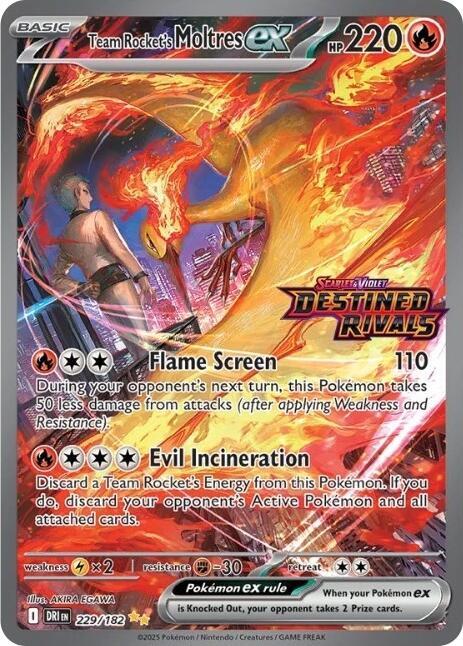 BASIC
Team Rocket's Moltres ex HP 220
SCARLET & VIOLET
DESTINED
RIVALS
Flame Screen 110
During your opponent's next turn, this Pokémon takes
50 less damage from attacks (after applying Weakness and
Resistance).
Evil Incineration
Discard a Team Rocket's Energy from this Pokémon. If you
do, discard your opponent's Active Pokémon and all
attached cards.
weakness ×2 resistance -30 retreat
Illus. AKIRA EGAWA
Pokémon ex rule When your Pokémon ex
is Knocked Out, your opponent takes 2 Prize cards.
I DRI EN 229/182
©2025 Pokémon / Nintendo / Creatures / GAME FREAK